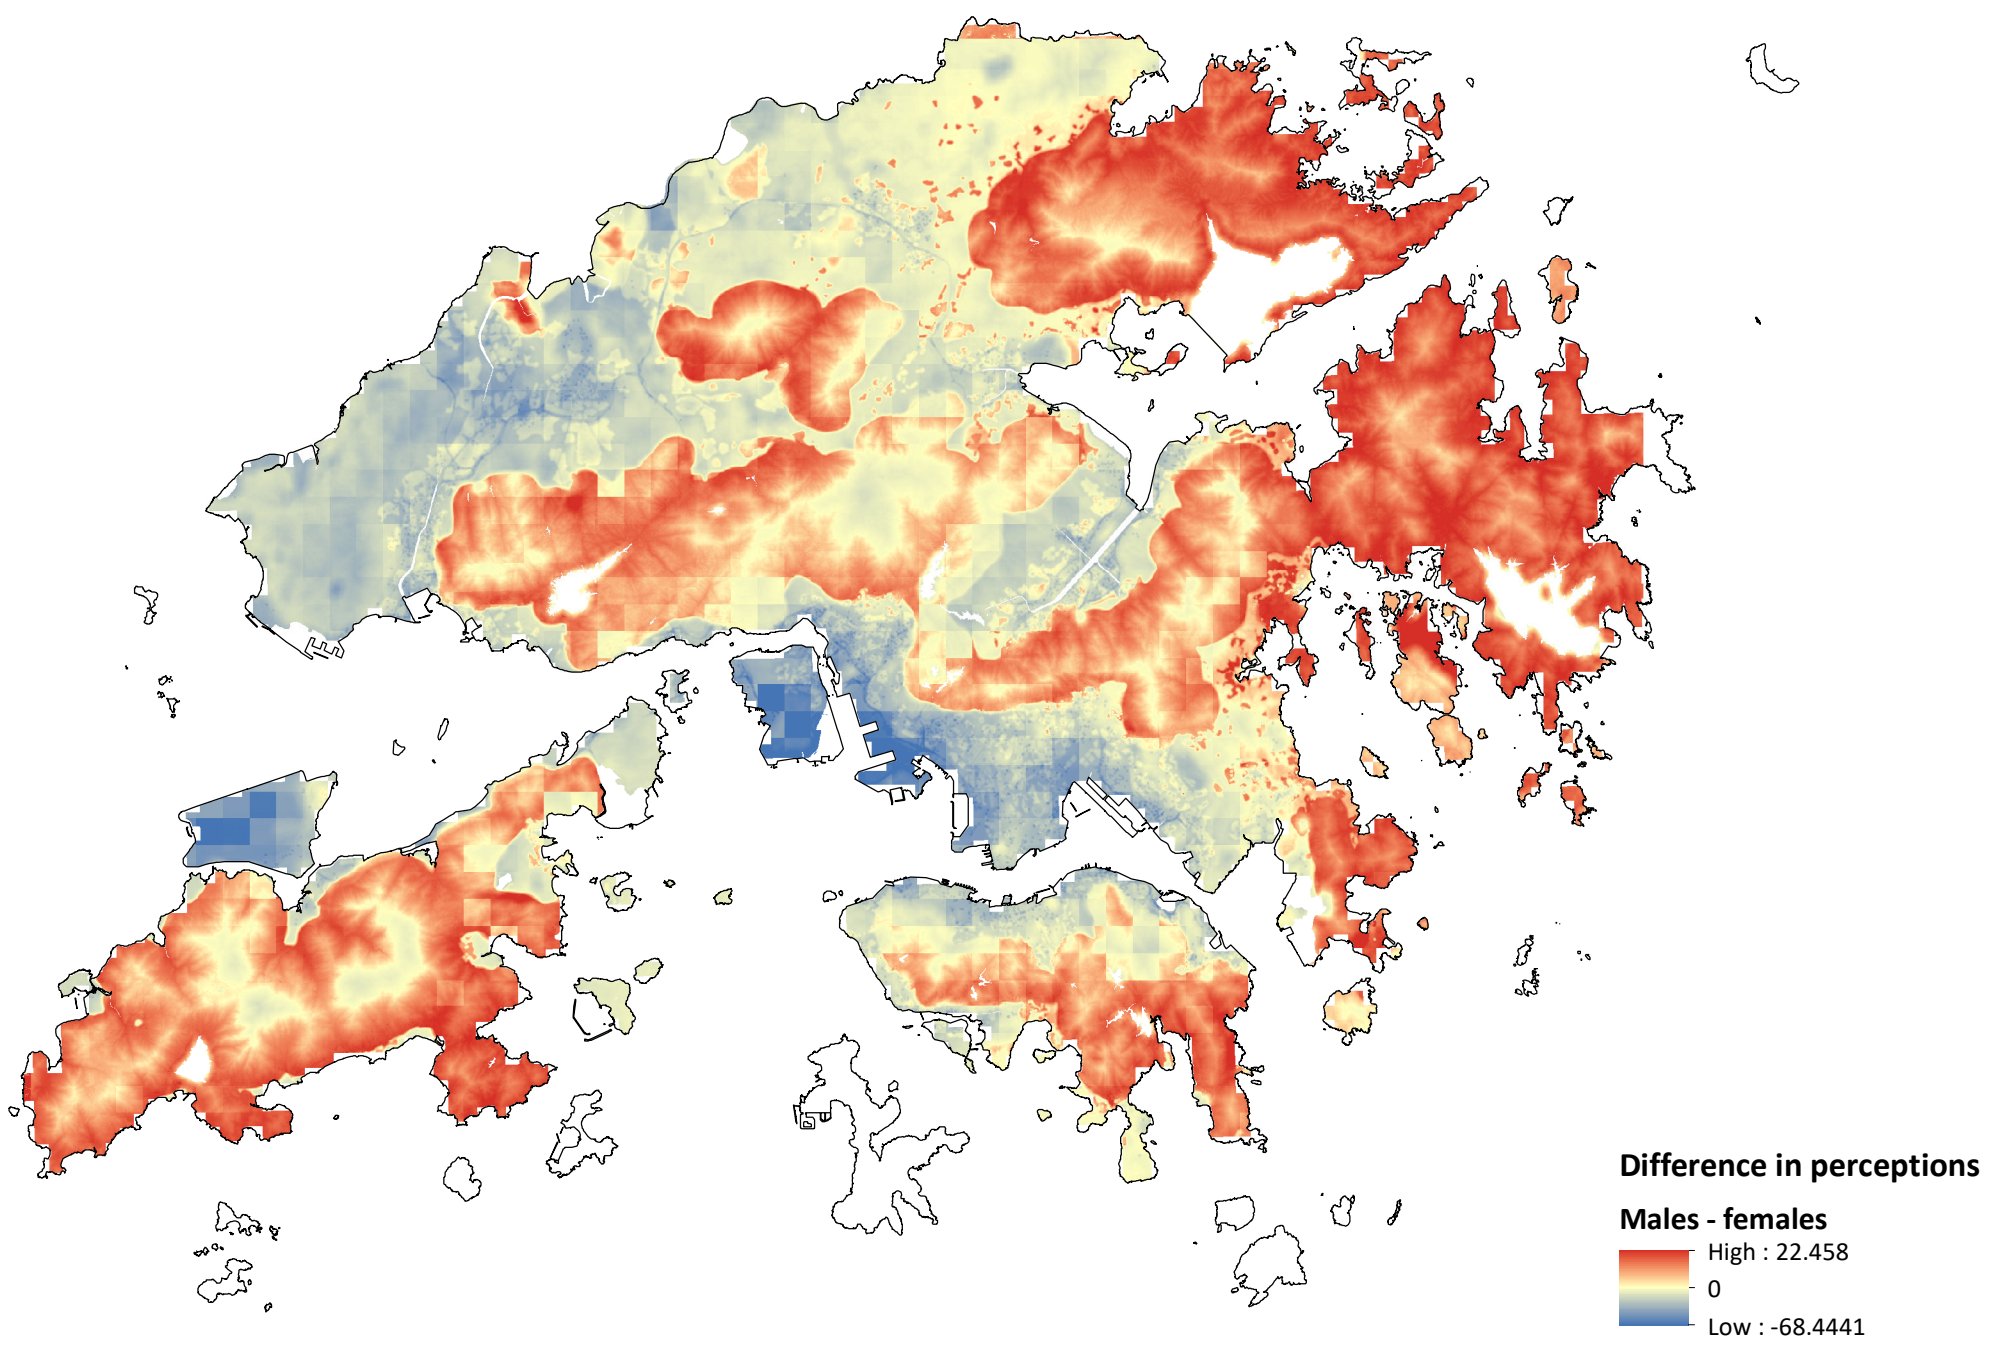 Difference in perceptions
Males - females
High : 22.458
0
Low : -68.4441